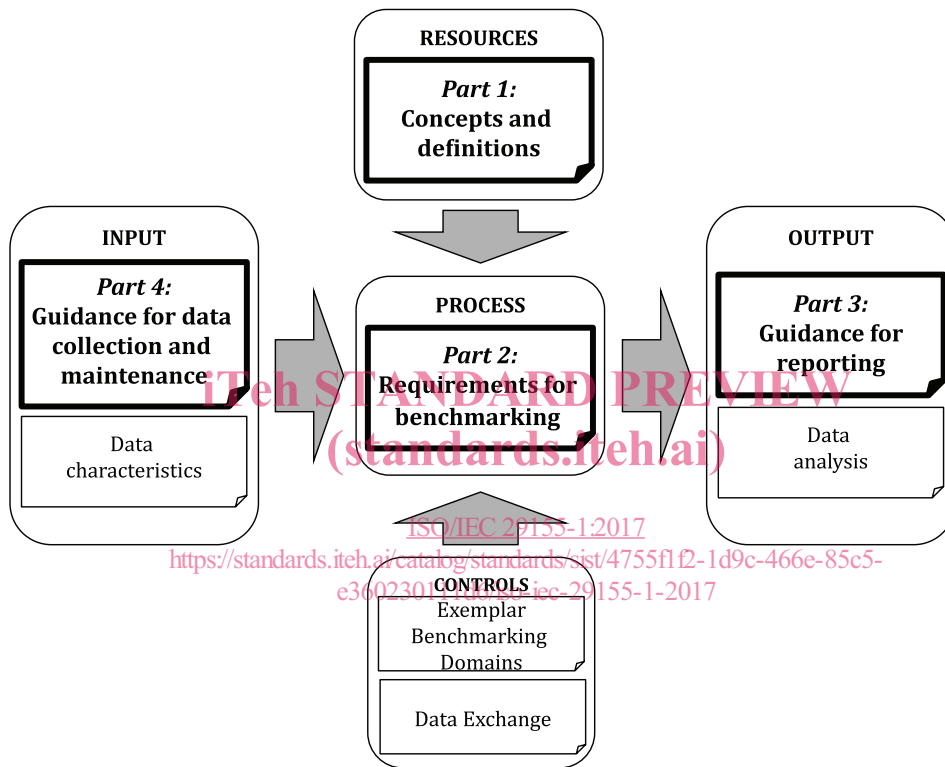 RESOURCES
Part 1:
Concepts and
definitions
INPUT
Part 4:
Guidance for data
collection and
maintenance
Data
characteristics
PROCESS
Part 2:
Requirements for
benchmarking
OUTPUT
Part 3:
Guidance for
reporting
Data
analysis
iTeh STANDARD PREVIEW
(standards.iteh.ai)
ISO/IEC 29155-1:2017
https://standards.iteh.ai/catalog/standards/sist/4755f1f2-1d9c-466e-85c5-
e360230111d6/iso-iec-29155-1-2017
CONTROLS
Exemplar
Benchmarking
Domains
Data Exchange